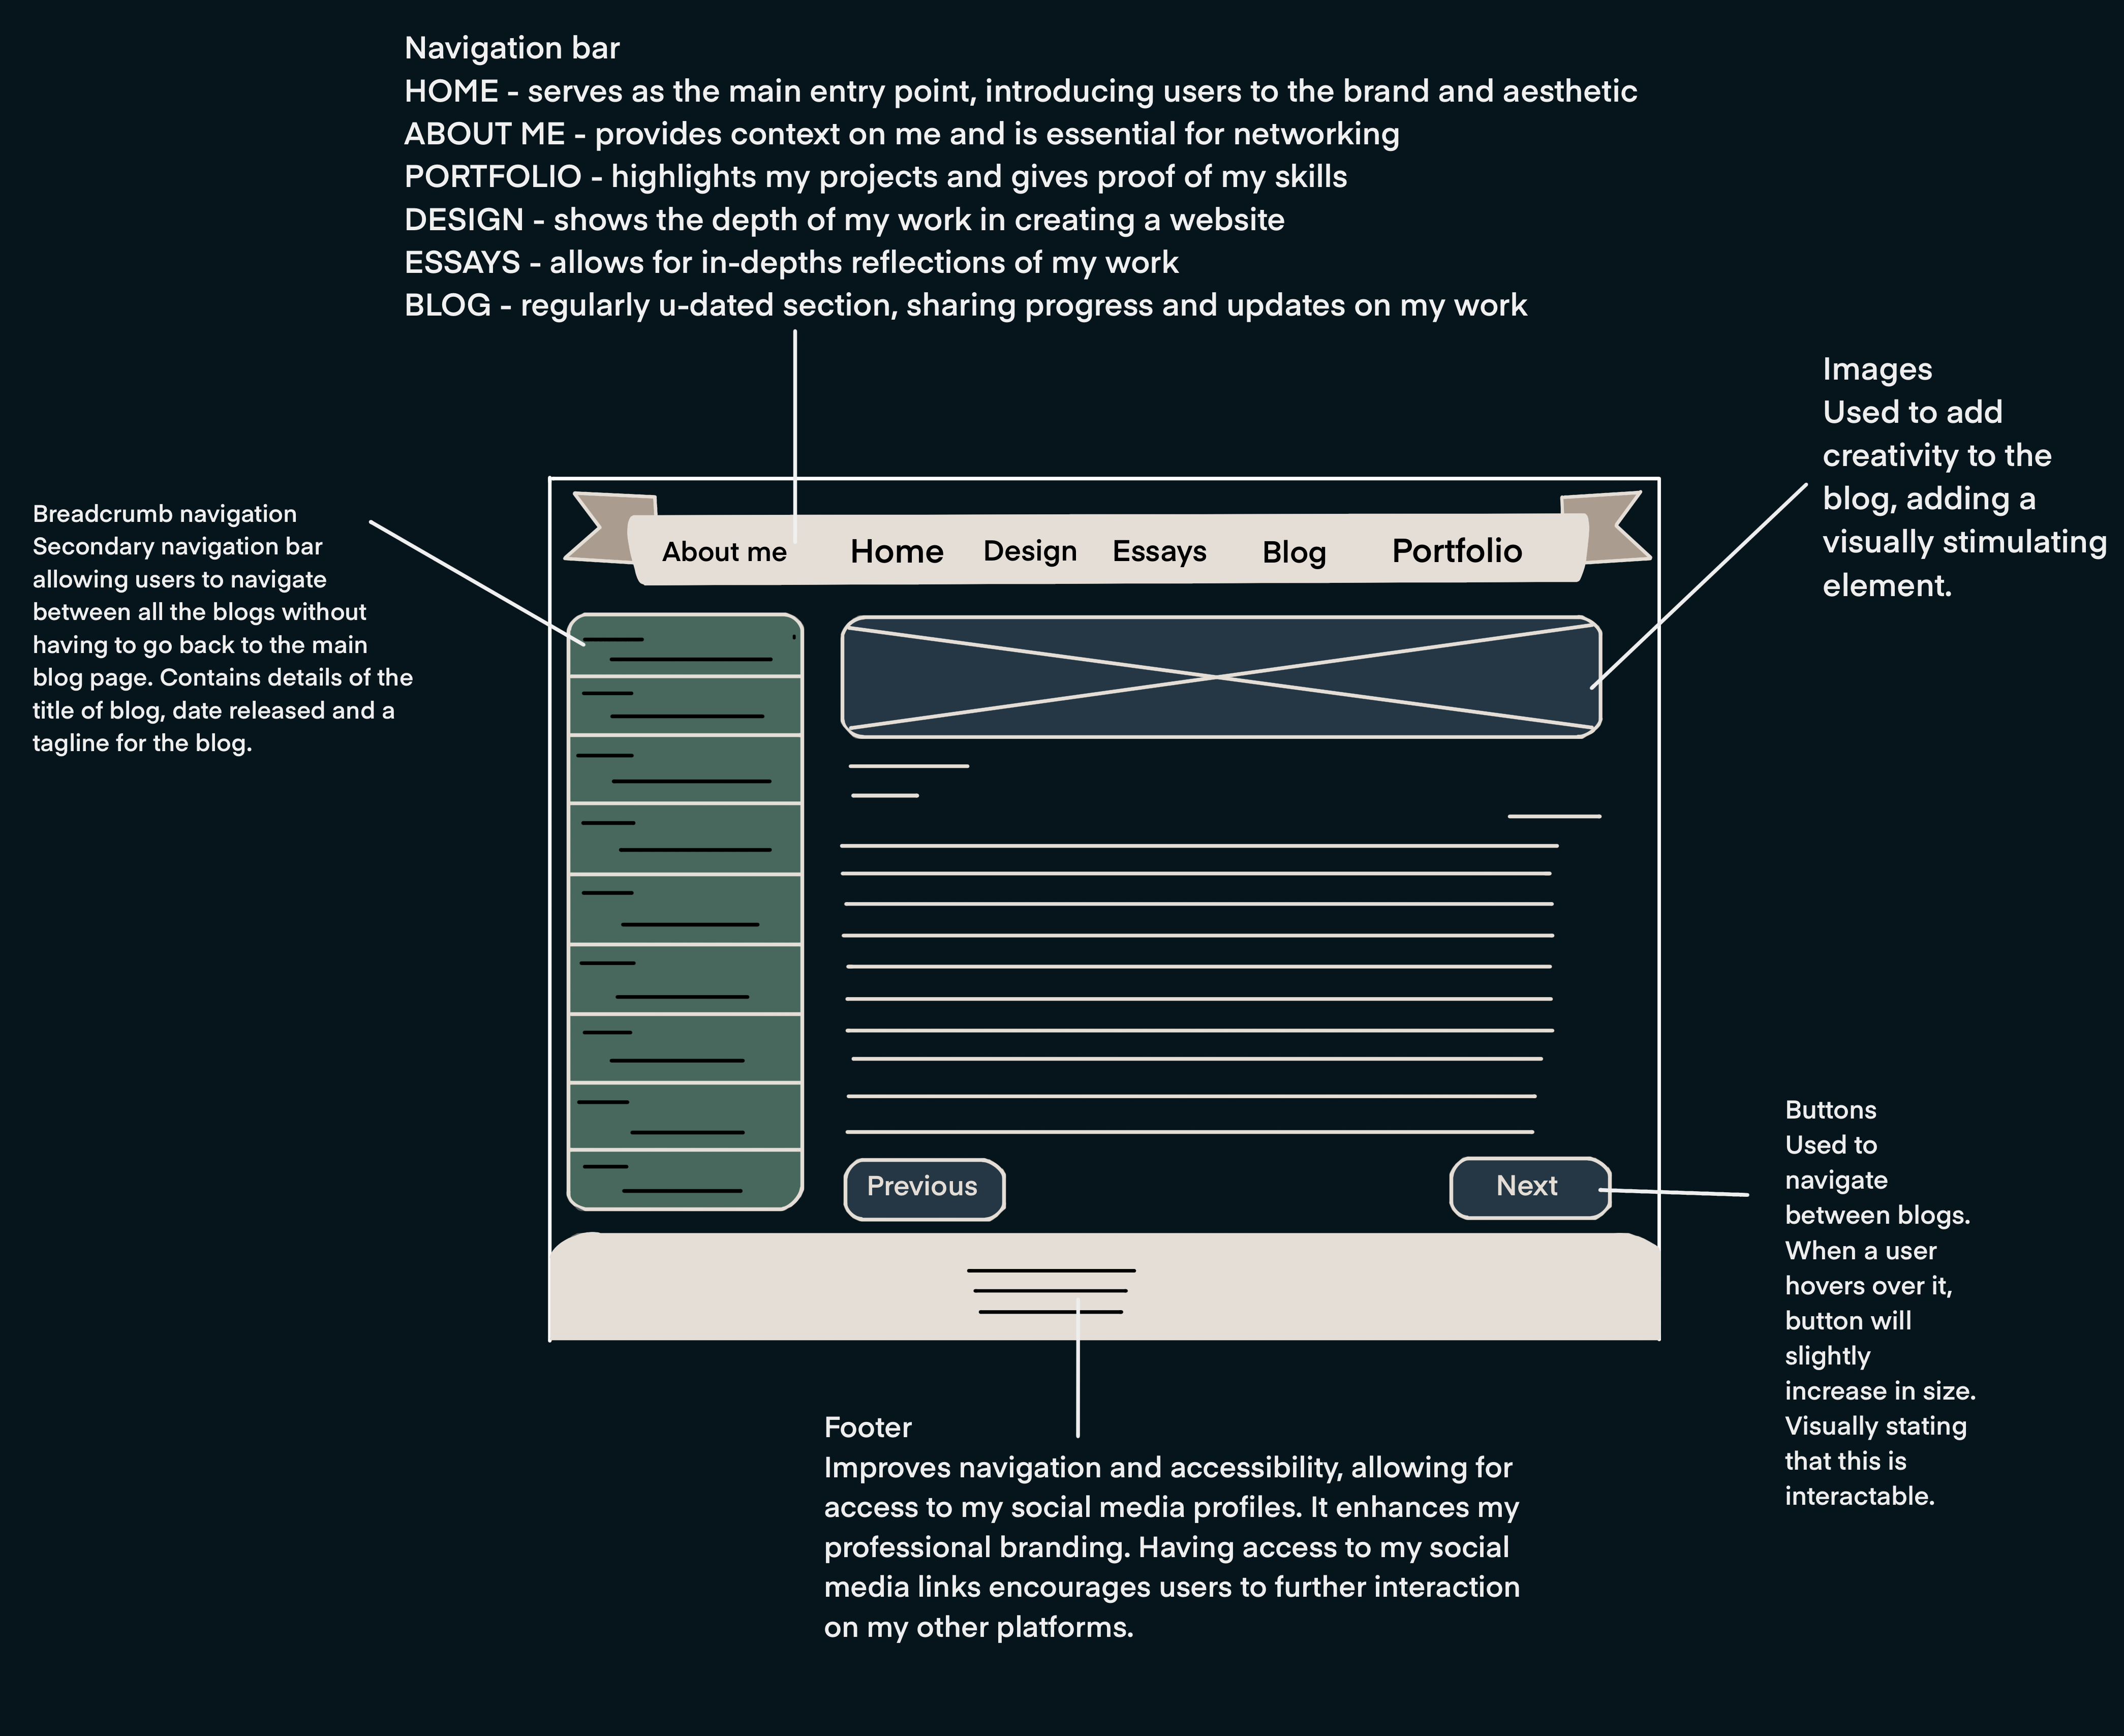 Navigation bar
HOME - serves as the main entry point, introducing users to the brand and aesthetic
ABOUT ME - provides context on me and is essential for networking
PORTFOLIO - highlights my projects and gives proof of my skills
DESIGN - shows the depth of my work in creating a website
ESSAYS - allows for in-depths reflections of my work
BLOG - regularly u-dated section, sharing progress and updates on my work
Images
Used to add
creativity to the
blog, adding a
visually stimulating
element.
Breadcrumb navigation
Secondary navigation bar
allowing users to navigate
between all the blogs without
having to go back to the main
blog page. Contains details of the
title of blog, date released and a
tagline for the blog.
About me Home Design Essays Blog Portfolio
Previous Next
Buttons
Used to
navigate
between blogs.
When a user
hovers over it,
button will
slightly
increase in size.
Visually stating
that this is
interactable.
Footer
Improves navigation and accessibility, allowing for
access to my social media profiles. It enhances my
professional branding. Having access to my social
media links encourages users to further interaction
on my other platforms.